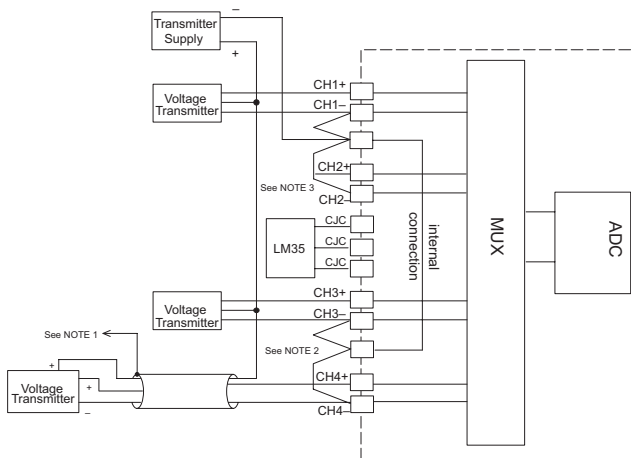 Transmitter
Supply
–
+
Voltage
Transmitter
CH1+
CH1–
CH2+
See NOTE 3
CH2–
LM35
CJC
CJC
CJC
internal
connection
MUX
ADC
Voltage
Transmitter
CH3+
CH3–
See NOTE 1
See NOTE 2
+
+
–
Voltage
Transmitter
CH4+
CH4–